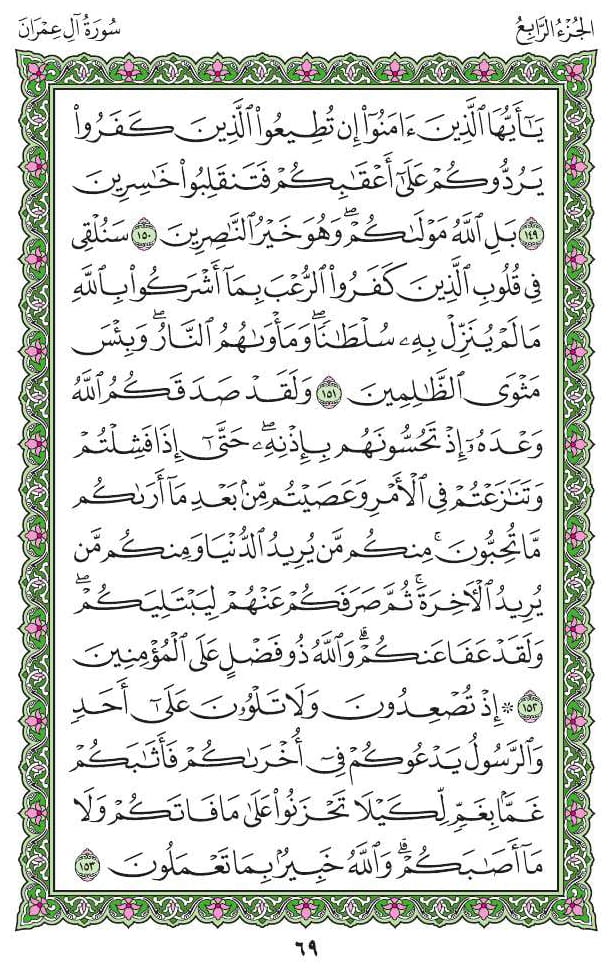 الجُزْءُ الرَّابِعُ
سُورَةُ آلِ عِمْرَانَ
يَٰٓأَيُّهَا ٱلَّذِينَ ءَامَنُوٓا۟ إِن تُطِيعُوا۟ ٱلَّذِينَ كَفَرُوا۟
يَرُدُّوكُمْ عَلَىٰٓ أَعْقَٰبِكُمْ فَتَنقَلِبُوا۟ خَٰسِرِينَ
١٤٩ بَلِ ٱللَّهُ مَوْلَىٰكُمْ ۖ وَهُوَ خَيْرُ ٱلنَّٰصِرِينَ ١٥٠ سَنُلْقِى
فِى قُلُوبِ ٱلَّذِينَ كَفَرُوا۟ ٱلرُّعْبَ بِمَآ أَشْرَكُوا۟ بِٱللَّهِ
مَا لَمْ يُنَزِّلْ بِهِۦ سُلْطَٰنًا ۖ وَمَأْوَىٰهُمُ ٱلنَّارُ ۖ وَبِئْسَ
مَثْوَى ٱلظَّٰلِمِينَ ١٥١ وَلَقَدْ صَدَقَكُمُ ٱللَّهُ
وَعْدَهُۥٓ إِذْ تَحُسُّونَهُم بِإِذْنِهِۦ ۖ حَتَّىٰٓ إِذَا فَشِلْتُمْ
وَتَنَٰزَعْتُمْ فِى ٱلْأَمْرِ وَعَصَيْتُم مِّنۢ بَعْدِ مَآ أَرَىٰكُم
مَّا تُحِبُّونَ ۚ مِنكُم مَّن يُرِيدُ ٱلدُّنْيَا وَمِنكُم مَّن
يُرِيدُ ٱلْءَاخِرَةَ ۚ ثُمَّ صَرَفَكُمْ عَنْهُمْ لِيَبْتَلِيَكُمْ ۖ
وَلَقَدْ عَفَا عَنكُمْ ۗ وَٱللَّهُ ذُو فَضْلٍ عَلَى ٱلْمُؤْمِنِينَ
١٥٢ ۞ إِذْ تُصْعِدُونَ وَلَا تَلْوُۥنَ عَلَىٰٓ أَحَدٍ
وَٱلرَّسُولُ يَدْعُوكُمْ فِىٓ أُخْرَىٰكُمْ فَأَثَٰبَكُمْ
غَمًّۢا بِغَمٍّ لِّكَيْلَا تَحْزَنُوا۟ عَلَىٰ مَا فَاتَكُمْ وَلَا
مَآ أَصَٰبَكُمْ ۗ وَٱللَّهُ خَبِيرٌۢ بِمَا تَعْمَلُونَ ١٥٣
٦٩